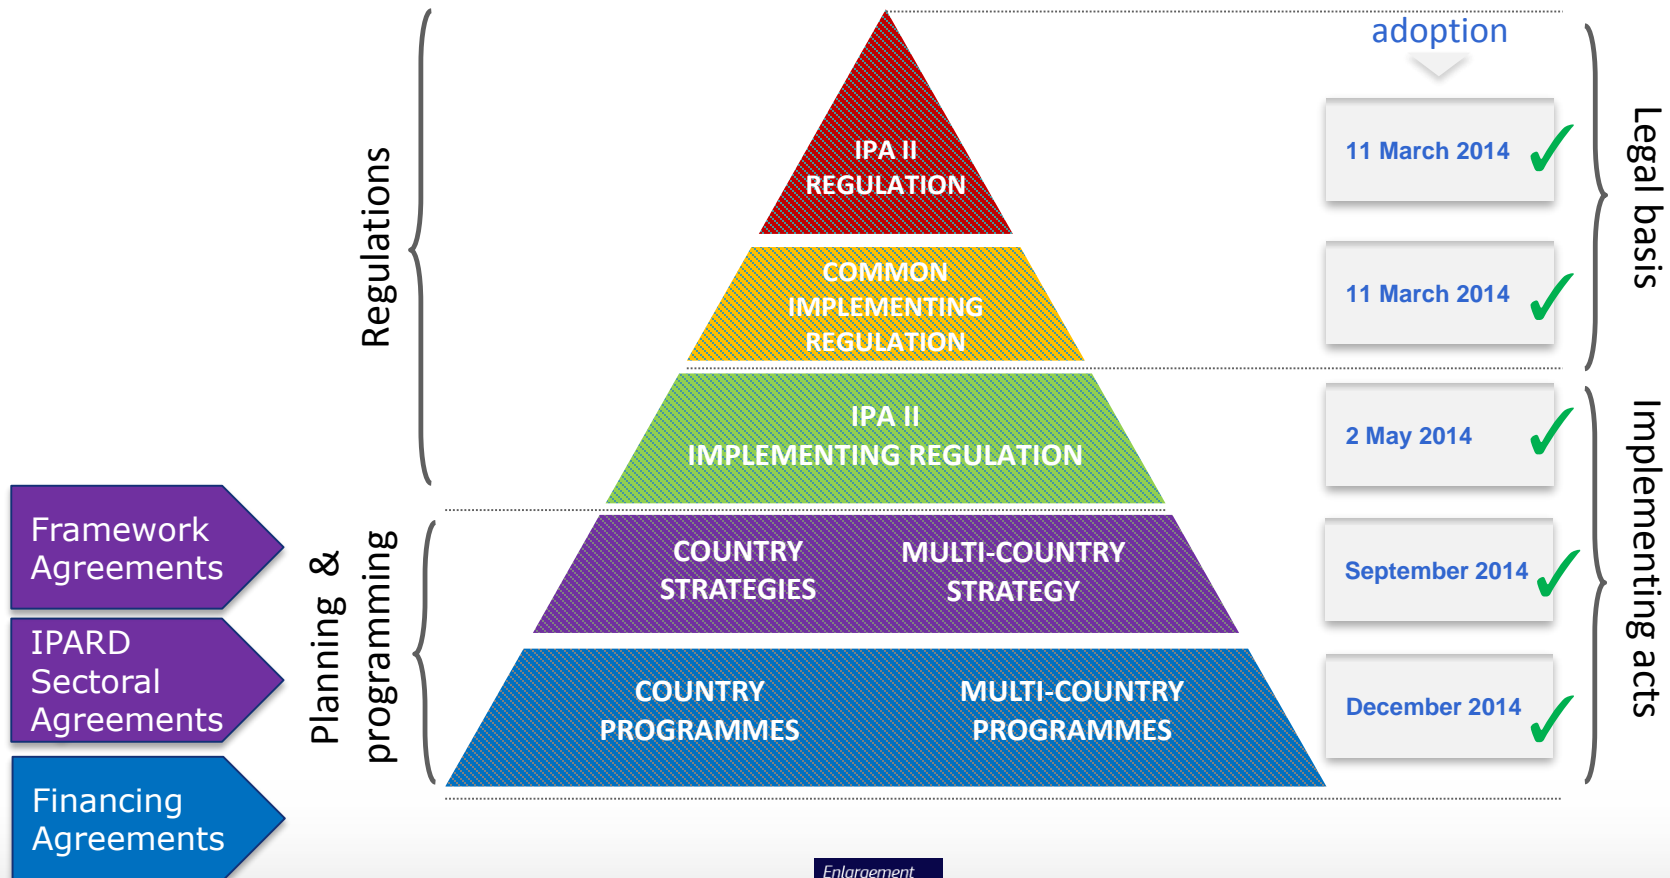 adoption
IPA II
REGULATION
11 March 2014
COMMON
IMPLEMENTING
REGULATION
11 March 2014
Regulations
Legal basis
IPA II
IMPLEMENTING REGULATION
2 May 2014
COUNTRY
STRATEGIES
MULTI-COUNTRY
STRATEGY
September 2014
COUNTRY
PROGRAMMES
MULTI-COUNTRY
PROGRAMMES
December 2014
Planning &
programming
Implementing acts
Framework
Agreements
IPARD
Sectoral
Agreements
Financing
Agreements
Enlargement